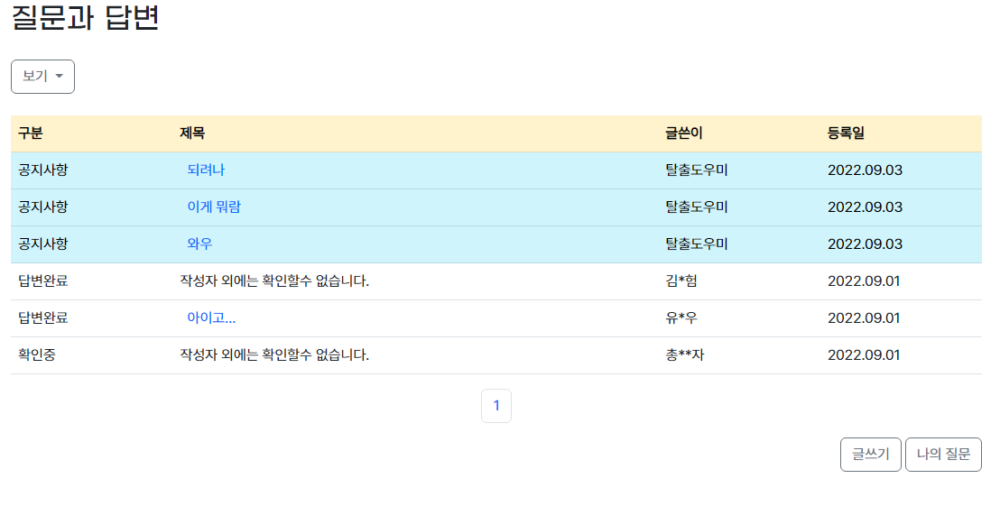 질문과 답변
보기
구분 제목 글쓴이 등록일
공지사항 되려나 탈출도우미 2022.09.03
공지사항 이게 뭐람 탈출도우미 2022.09.03
공지사항 와우 탈출도우미 2022.09.03
답변완료 작성자 외에는 확인할수 없습니다. 김*험 2022.09.01
답변완료 아이고... 유*우 2022.09.01
확인중 작성자 외에는 확인할수 없습니다. 총**자 2022.09.01
1
글쓰기 나의 질문